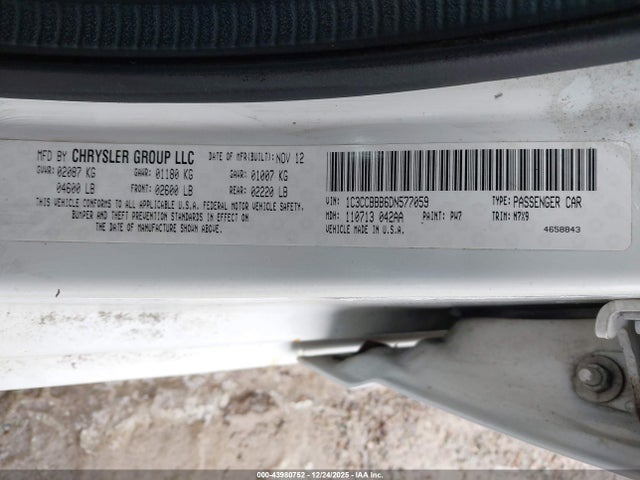 MFD BY CHRYSLER GROUP LLC DATE OF MFR(BUILT): NOV 12
GVWR: 02087 KG GAWR: 01180 KG GAWR: 01007 KG
04600 LB FRONT: 02600 LB REAR: 02220 LB
THIS VEHICLE CONFORMS TO ALL APPLICABLE U.S.A. FEDERAL MOTOR VEHICLE SAFETY,
BUMPER AND THEFT PREVENTION STANDARDS IN EFFECT ON
THE DATE OF MANUFACTURE SHOWN ABOVE.
VIN: 1C3CCBBB6DN577059 TYPE: PASSENGER CAR
MDH: 110713 042AA PAINT: PW7 TRIM: M7X9
VEHICLE MADE IN U.S.A. 4658843
000-43980752 - 12/24/2025 - IAAI.COM